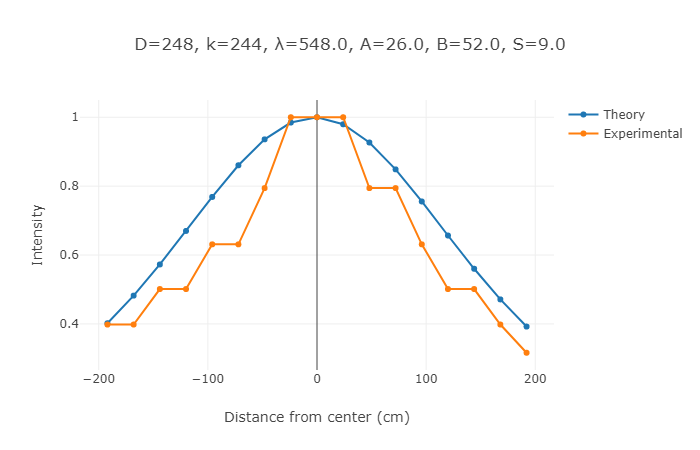 D=248, k=244, λ=548.0, A=26.0, B=52.0, S=9.0
Theory
Experimental
Intensity
1
0.8
0.6
0.4
−200
−100
0
100
200
Distance from center (cm)